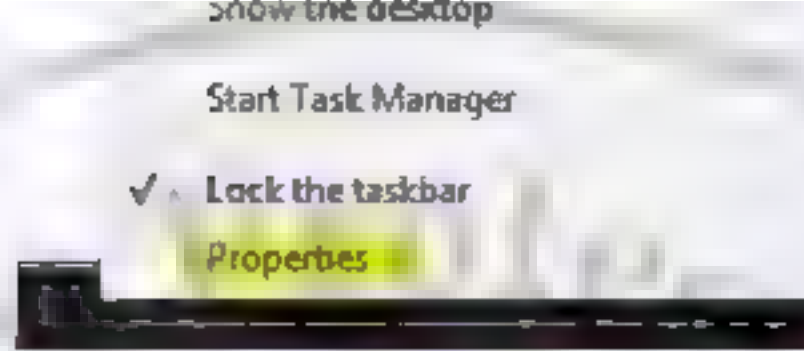 Show the desktop
Start Task Manager
Lock the taskbar
Properties